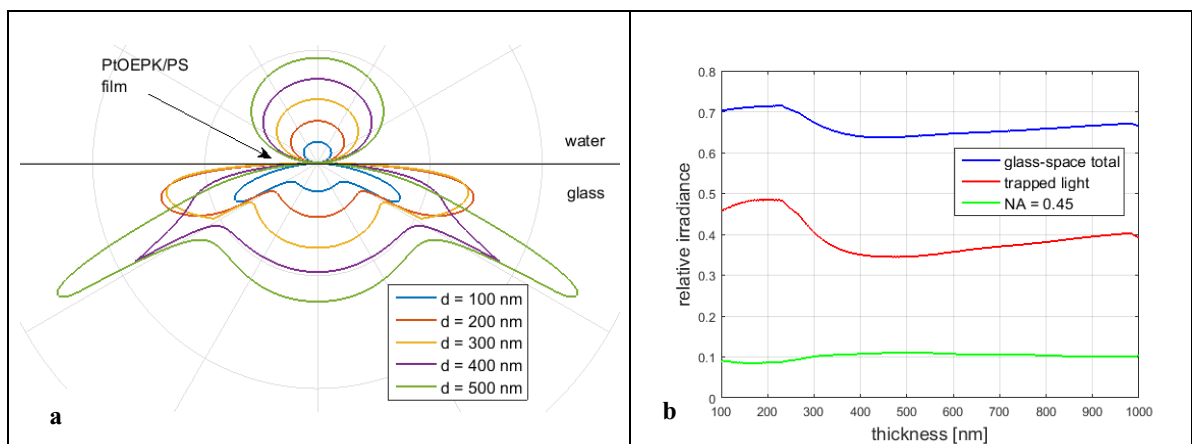 PtOEPK/PS
film
water
glass
d = 100 nm
d = 200 nm
d = 300 nm
d = 400 nm
d = 500 nm
a
relative irradiance
0.8
0.7
0.6
0.5
0.4
0.3
0.2
0.1
0
glass-space total
trapped light
NA = 0.45
100 200 300 400 500 600 700 800 900 1000
thickness [nm]
b